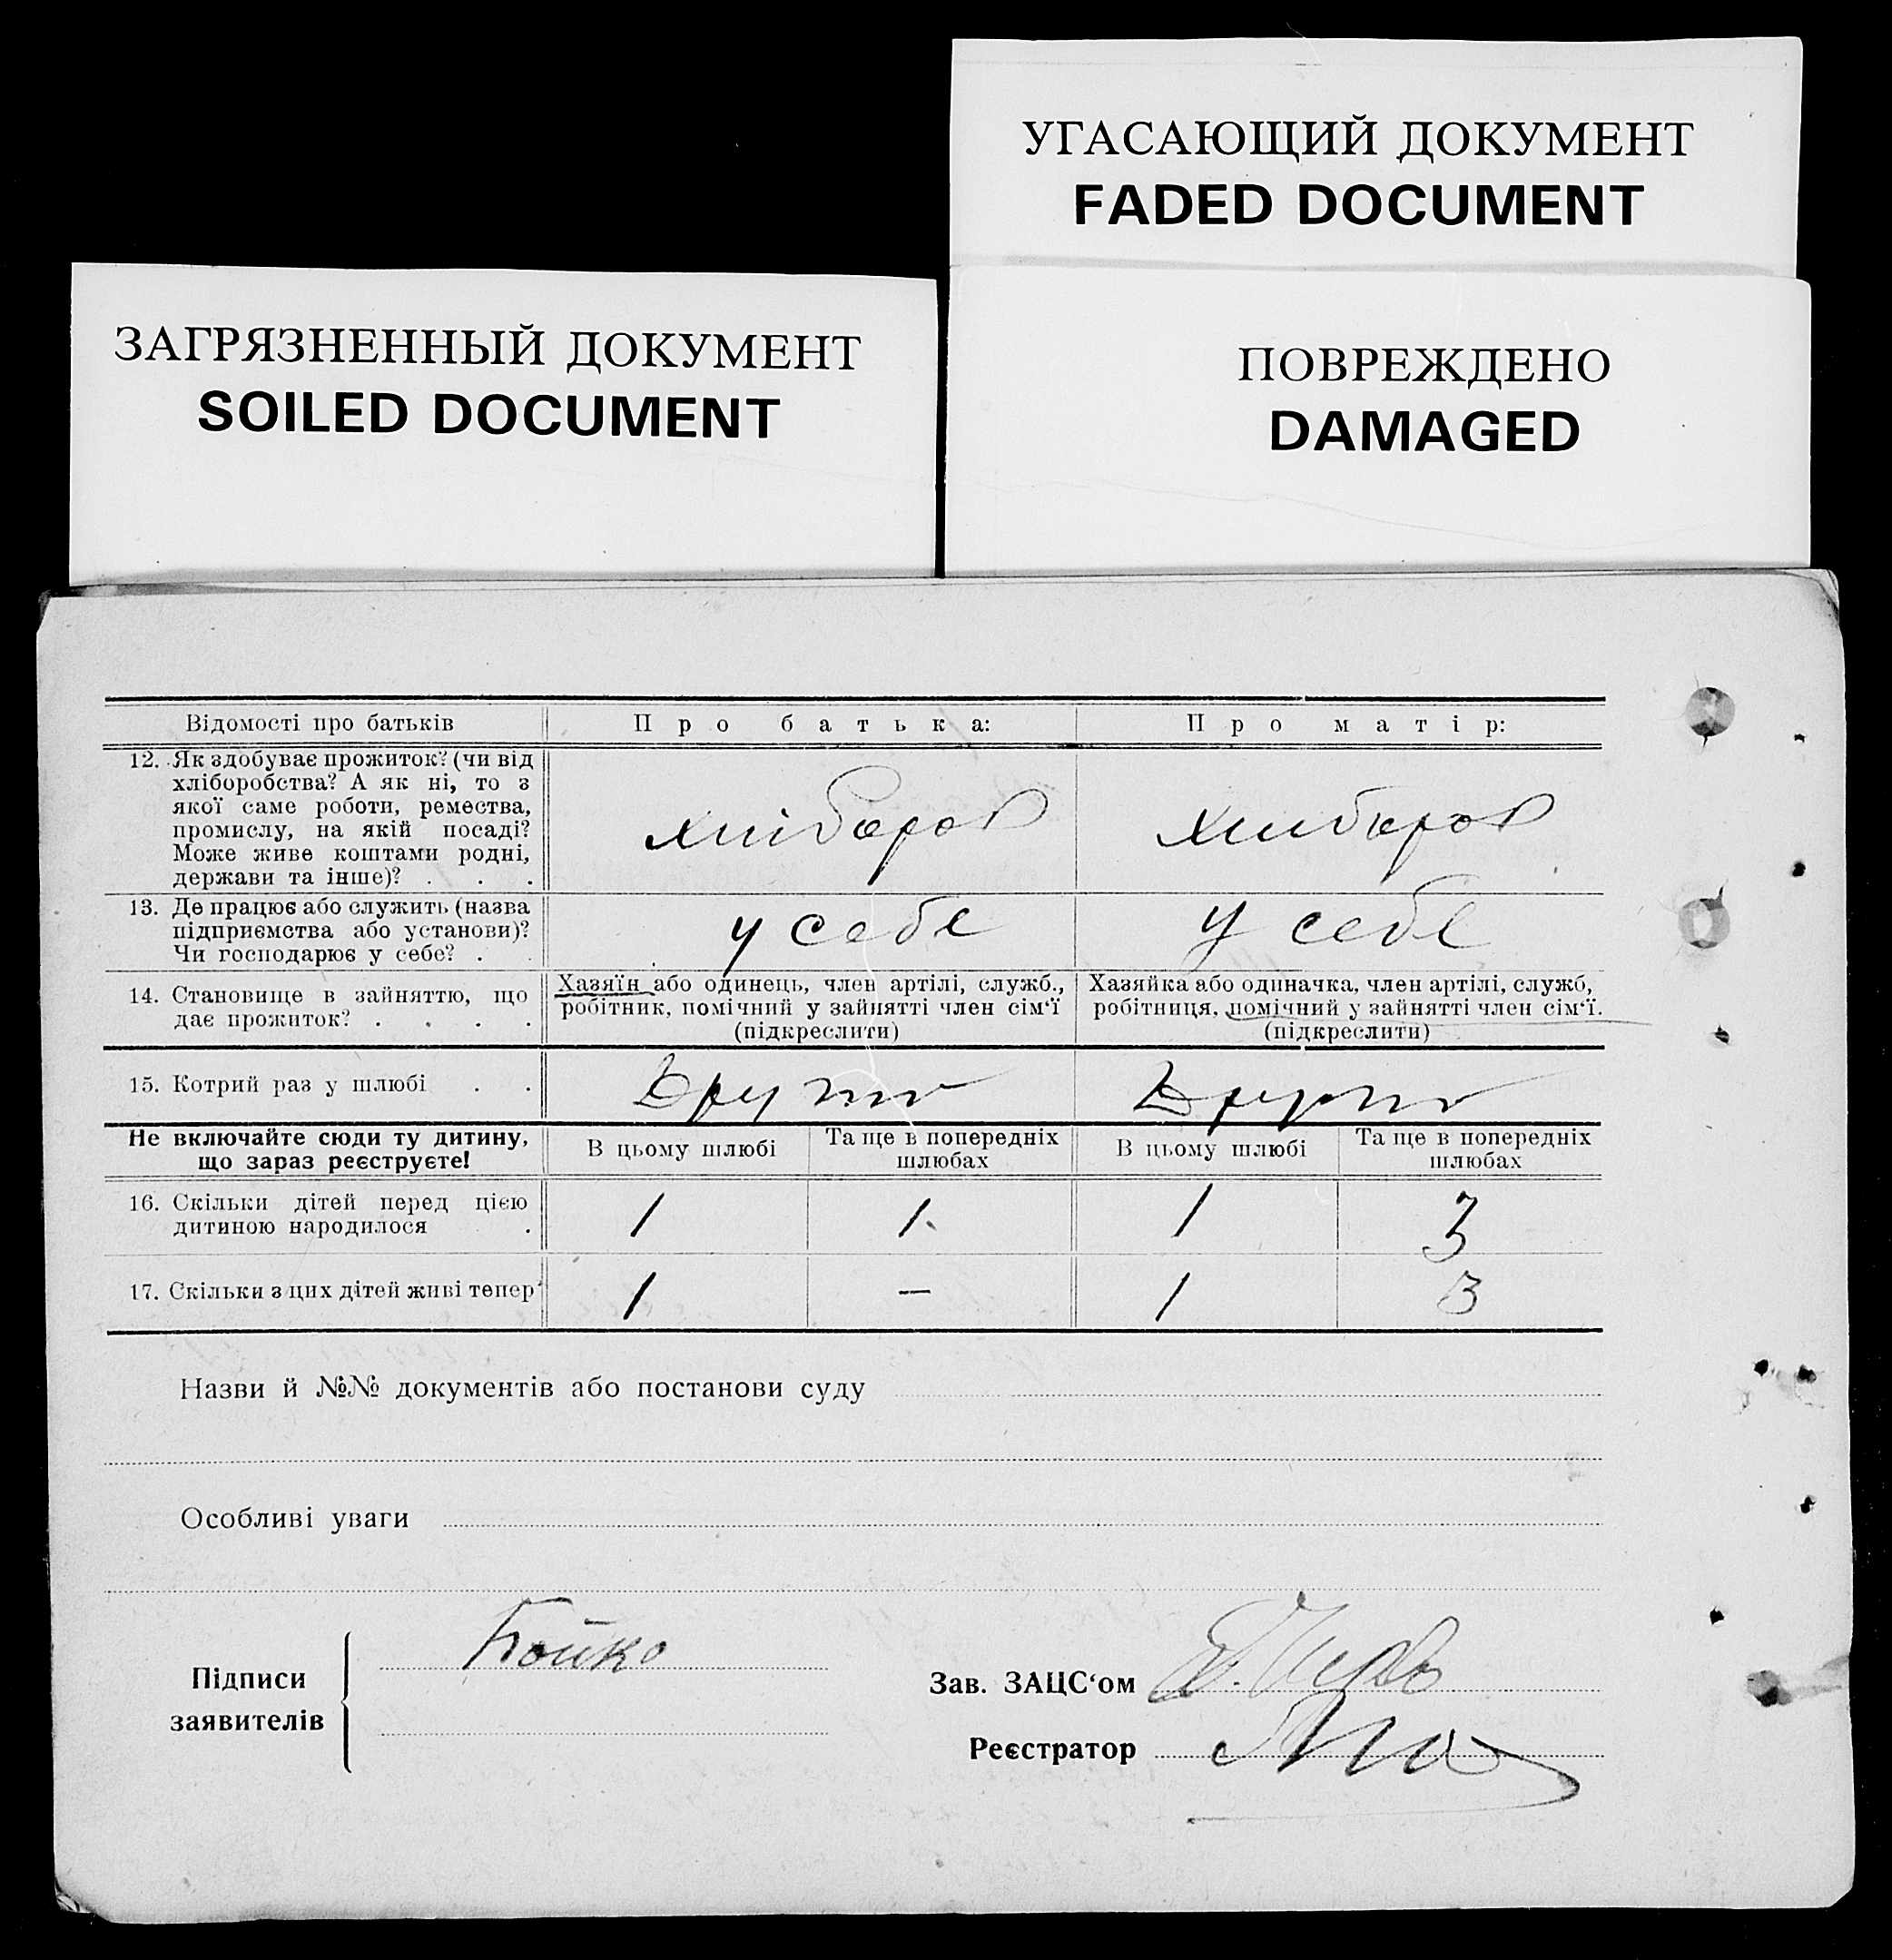 УГАСАЮЩИЙ ДОКУМЕНТ
FADED DOCUMENT
ЗАГРЯЗНЕННЫЙ ДОКУМЕНТ
SOILED DOCUMENT
ПОВРЕЖДЕНО
DAMAGED
Відомості про батьків
Про батька:
Про матір:
12. Як здобуває прожиток? (чи від
хліборобства? А як ні, то з
якої саме роботи, ремества,
промислу, на якій посаді?
Може живе коштами родні,
держави та інше)? . . .
хлібороб
хлибороб
13. Де працює або служить (назва
підприємства або установи)?
Чи господарює у себе? . .
у себе
у себе
14. Становище в зайняттю, що
дає прожиток? . . . .
Хазяїн або одинець, член артілі, служб.,
робітник, помічний у зайнятті член сім‘ї
(підкреслити)
Хазяйка або одиначка, член артілі, служб,
робітниця, помічний у зайнятті член сім‘ї.
(підкреслити)
15. Котрий раз у шлюбі . .
Не включайте сюди ту дитину,
що зараз реєструєте!
В цьому шлюбі
Та ще в попередніх
шлюбах
В цьому шлюбі
Та ще в попередніх
шлюбах
16. Скільки дітей перед цією
дитиною народилося .
1
1.
1
3
17. Скільки з цих дітей живі тепер
1
—
1
3
Назви й №№ документів або постанови суду
Особливі уваги
Підписи
заявителів
Бойко
Зав. ЗАЦС‘ом
Реєстратор